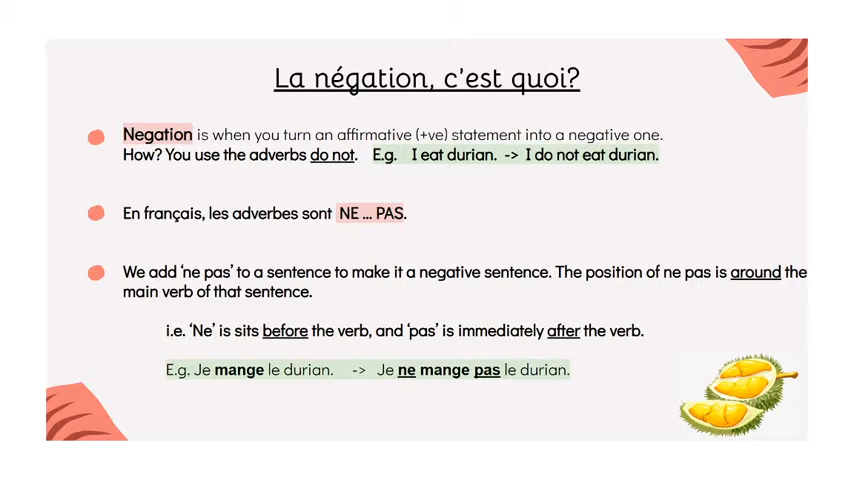 La négation, c'est quoi?
Negation is when you turn an affirmative (+ve) statement into a negative one.
How? You use the adverbs do not. E.g. I eat durian. -> I do not eat durian.
En français, les adverbes sont NE ... PAS.
We add 'ne pas' to a sentence to make it a negative sentence. The position of ne pas is around the
main verb of that sentence.
i.e. 'Ne' is sits before the verb, and 'pas' is immediately after the verb.
E.g. Je mange le durian. -> Je ne mange pas le durian.